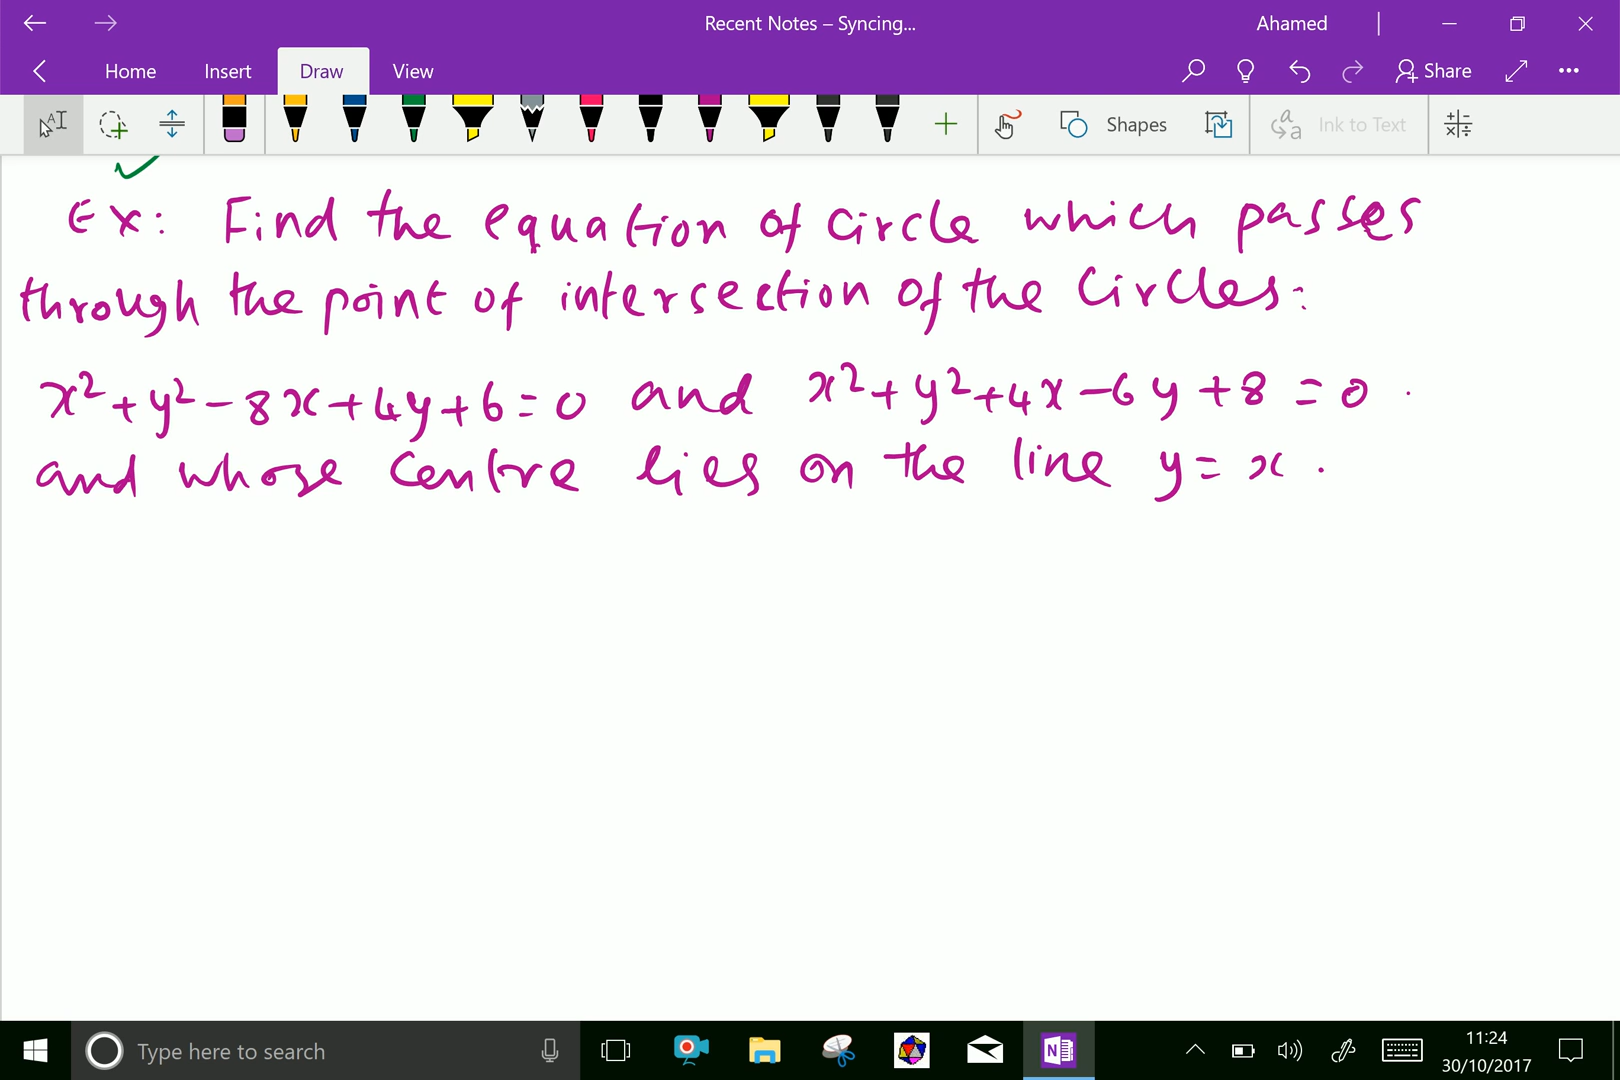 Recent Notes – Syncing...
Ahamed
Home Insert Draw View
Share
Shapes
Ink to Text
Ex: Find the equation of circle which passes
through the point of intersection of the Circles:
x²+y²-8x+4y+6=0 and x²+y²+4x-6y+8=0.
and whose centre lies on the line y=x.
Type here to search
11:24
30/10/2017